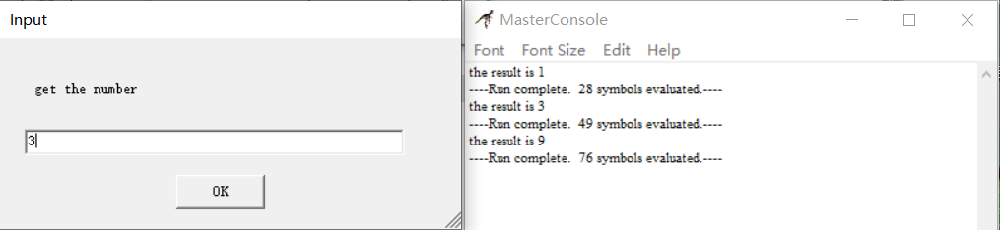 Input
get the number
3
OK
MasterConsole
Font Font Size Edit Help
the result is 1
----Run complete. 28 symbols evaluated.----
the result is 3
----Run complete. 49 symbols evaluated.----
the result is 9
----Run complete. 76 symbols evaluated.----